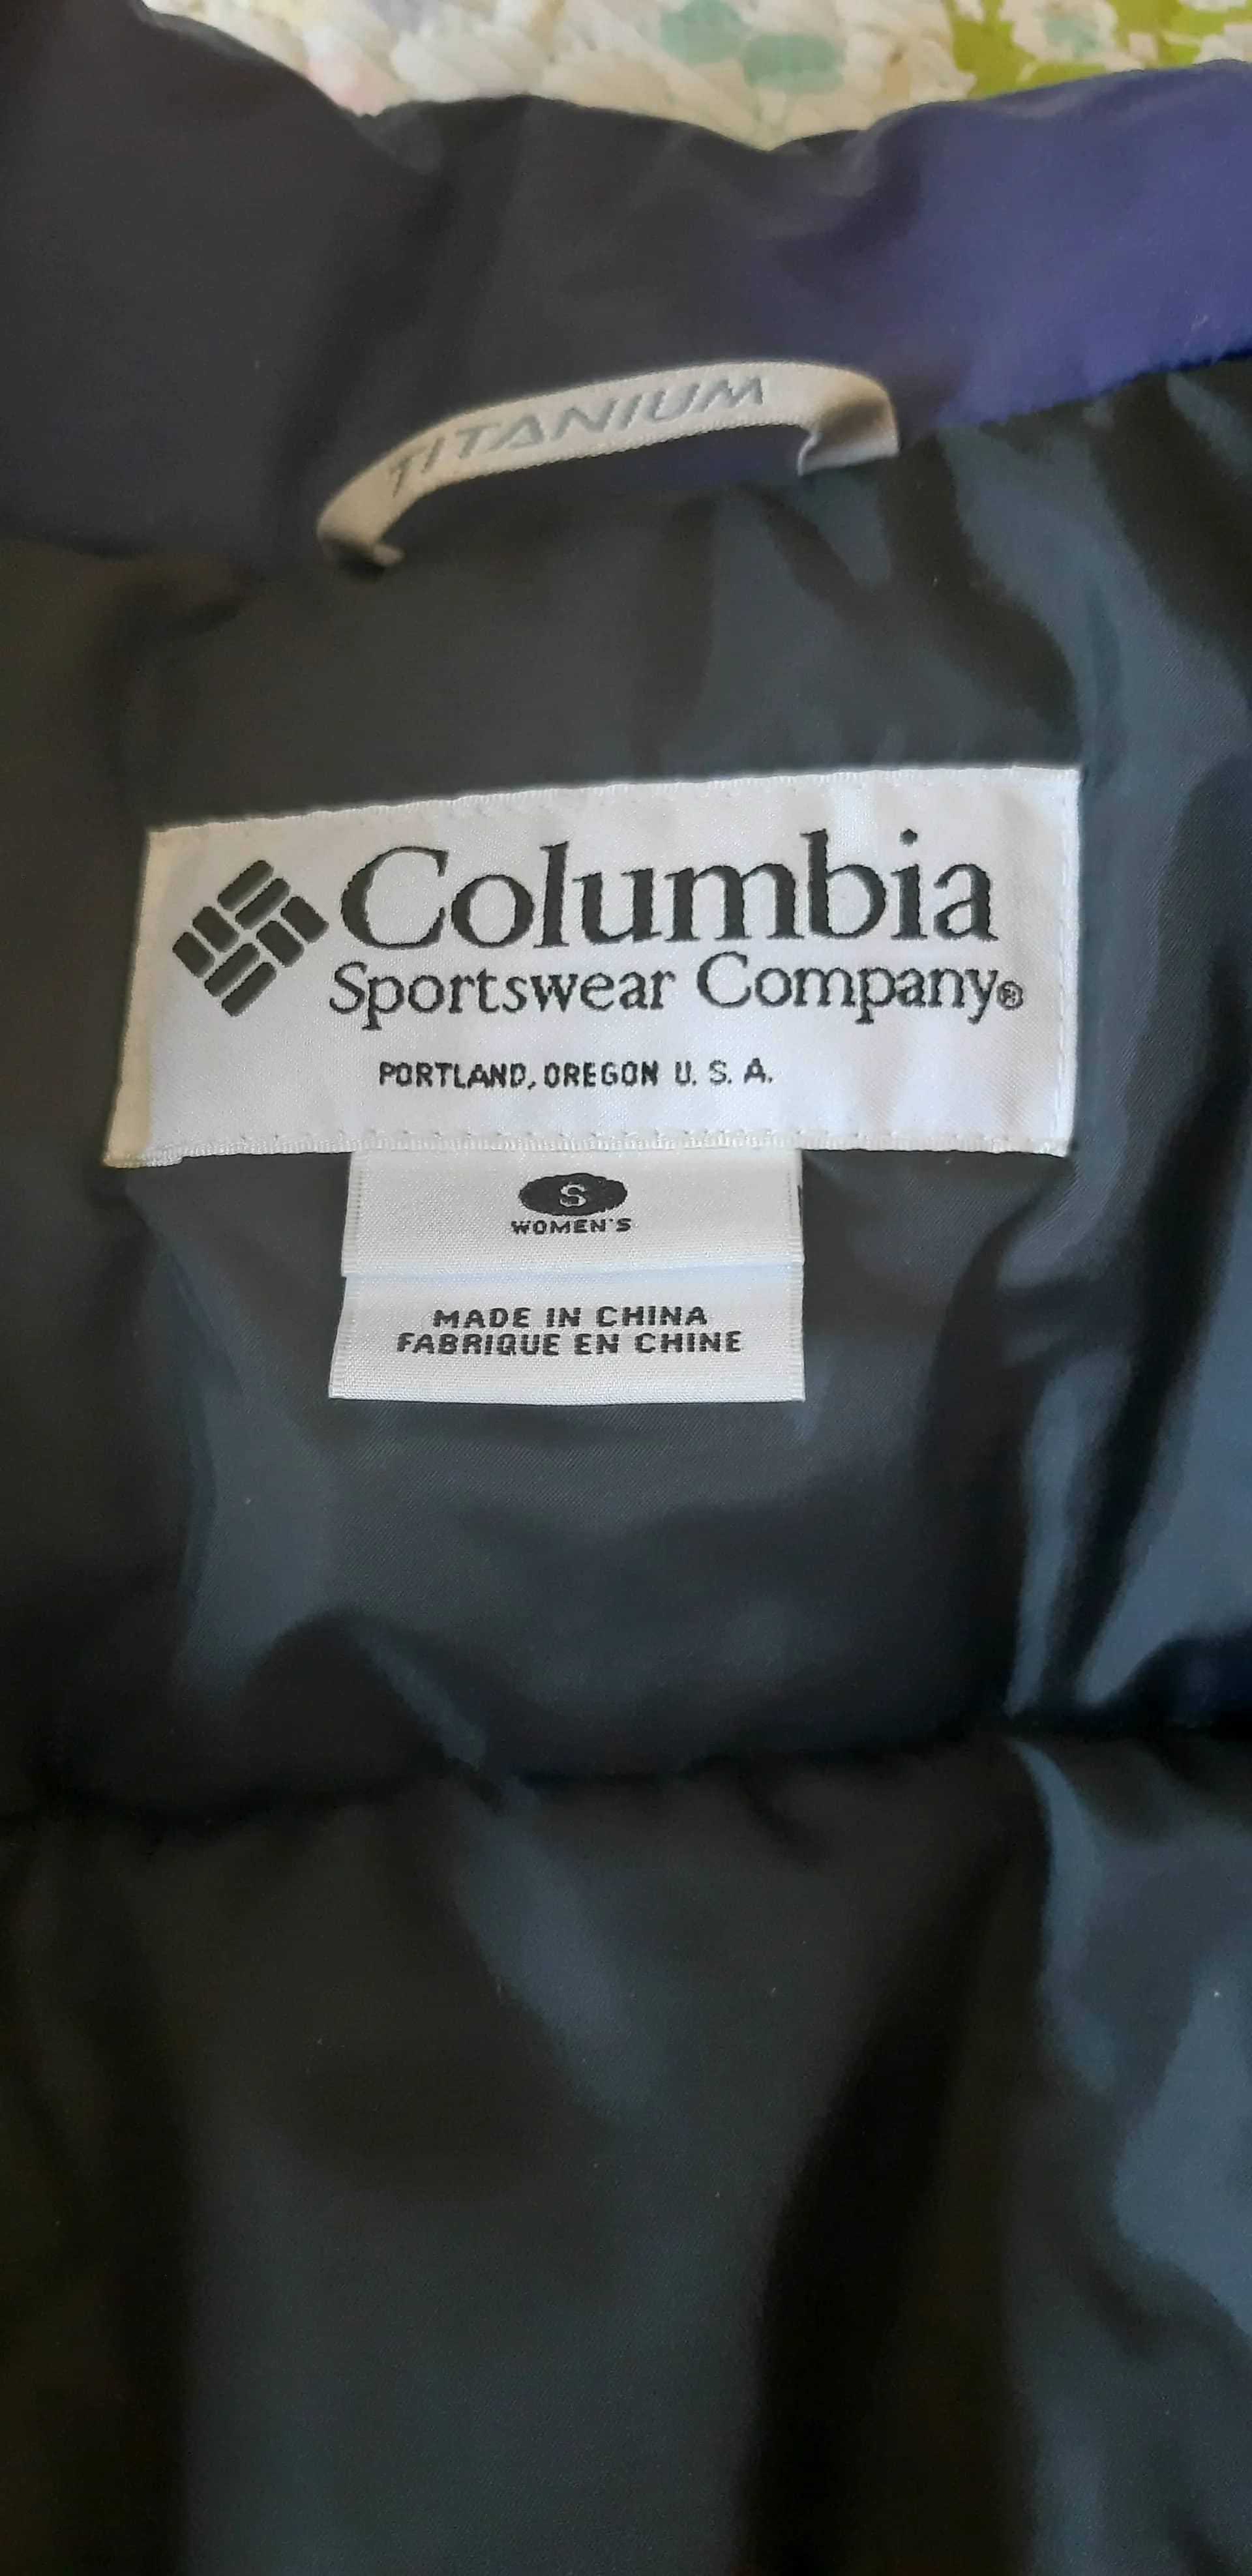 TITANIUM
Columbia
Sportswear Company®
PORTLAND, OREGON U. S. A.
S
WOMEN'S
MADE IN CHINA
FABRIQUE EN CHINE